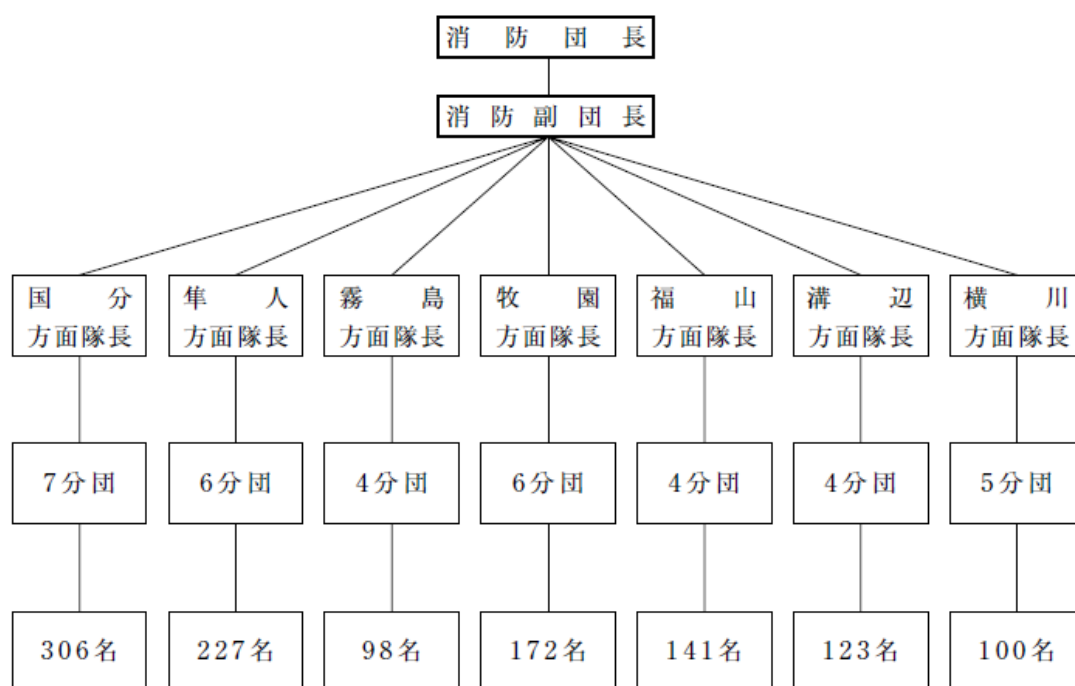 消防団長
消防副団長
国分
方面隊長
隼人
方面隊長
霧島
方面隊長
牧園
方面隊長
福山
方面隊長
溝辺
方面隊長
横川
方面隊長
7分団
6分団
4分団
6分団
4分団
4分団
5分団
306名
227名
98名
172名
141名
123名
100名